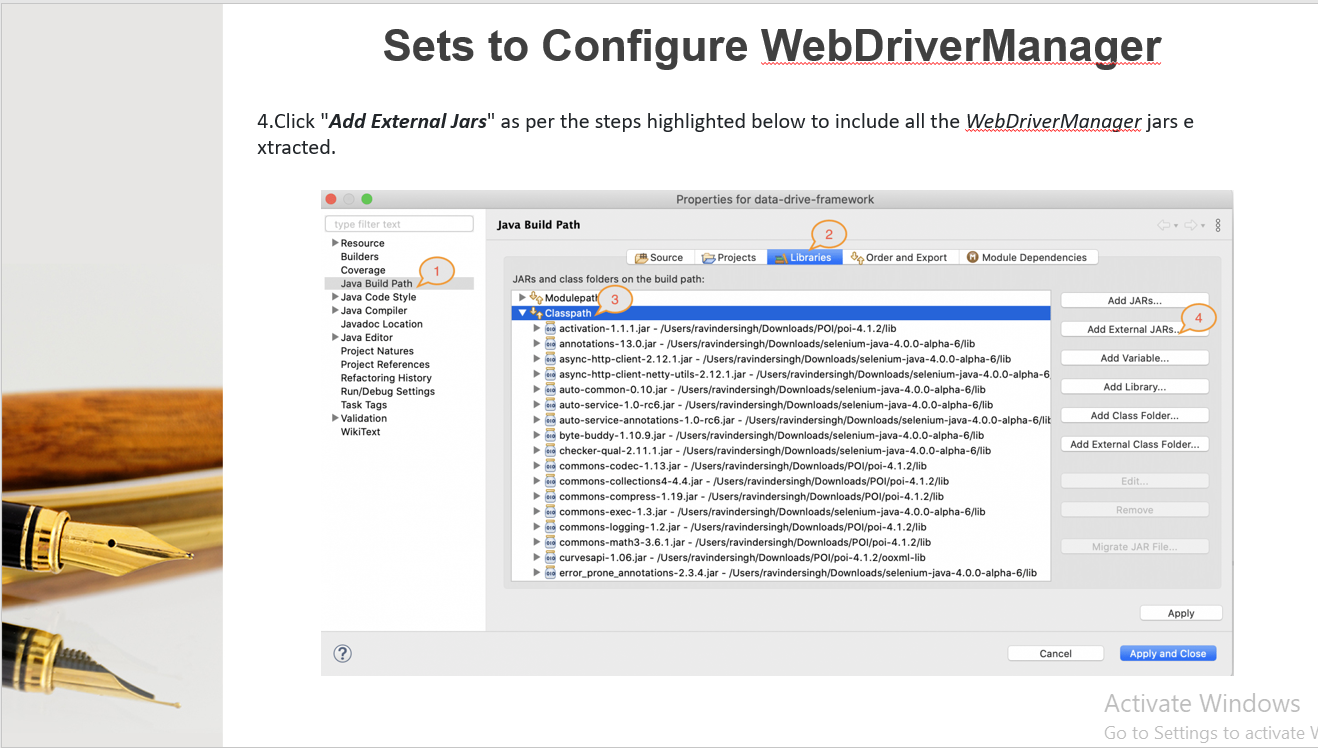 Sets to Configure WebDriverManager
4.Click "Add External Jars" as per the steps highlighted below to include all the WebDriverManager jars e
xtracted.
Properties for data-drive-framework
type filter text
Resource
Builders
Coverage
1
Java Build Path
Java Code Style
Java Compiler
Javadoc Location
Java Editor
Project Natures
Project References
Refactoring History
Run/Debug Settings
Task Tags
Validation
WikiText
Java Build Path
2
Source Projects Libraries Order and Export Module Dependencies
JARs and class folders on the build path:
Modulepath
3
Classpath
activation-1.1.1.jar - /Users/ravindersingh/Downloads/POI/poi-4.1.2/lib
annotations-13.0.jar - /Users/ravindersingh/Downloads/selenium-java-4.0.0-alpha-6/lib
async-http-client-2.12.1.jar - /Users/ravindersingh/Downloads/selenium-java-4.0.0-alpha-6/lib
async-http-client-netty-utils-2.12.1.jar - /Users/ravindersingh/Downloads/selenium-java-4.0.0-alpha-6
auto-common-0.10.jar - /Users/ravindersingh/Downloads/selenium-java-4.0.0-alpha-6/lib
auto-service-1.0-rc6.jar - /Users/ravindersingh/Downloads/selenium-java-4.0.0-alpha-6/lib
auto-service-annotations-1.0-rc6.jar - /Users/ravindersingh/Downloads/selenium-java-4.0.0-alpha-6/lib
byte-buddy-1.10.9.jar - /Users/ravindersingh/Downloads/selenium-java-4.0.0-alpha-6/lib
checker-qual-2.11.1.jar - /Users/ravindersingh/Downloads/selenium-java-4.0.0-alpha-6/lib
commons-codec-1.13.jar - /Users/ravindersingh/Downloads/POI/poi-4.1.2/lib
commons-collections4-4.4.jar - /Users/ravindersingh/Downloads/POI/poi-4.1.2/lib
commons-compress-1.19.jar - /Users/ravindersingh/Downloads/POI/poi-4.1.2/lib
commons-exec-1.3.jar - /Users/ravindersingh/Downloads/selenium-java-4.0.0-alpha-6/lib
commons-logging-1.2.jar - /Users/ravindersingh/Downloads/POI/poi-4.1.2/lib
commons-math3-3.6.1.jar - /Users/ravindersingh/Downloads/POI/poi-4.1.2/lib
curvesapi-1.06.jar - /Users/ravindersingh/Downloads/POI/poi-4.1.2/ooxml-lib
error_prone_annotations-2.3.4.jar - /Users/ravindersingh/Downloads/selenium-java-4.0.0-alpha-6/lib
Add JARs...
4
Add External JARs...
Add Variable...
Add Library...
Add Class Folder...
Add External Class Folder...
Edit...
Remove
Migrate JAR File...
Apply
?
Cancel
Apply and Close
Activate Windows
Go to Settings to activate